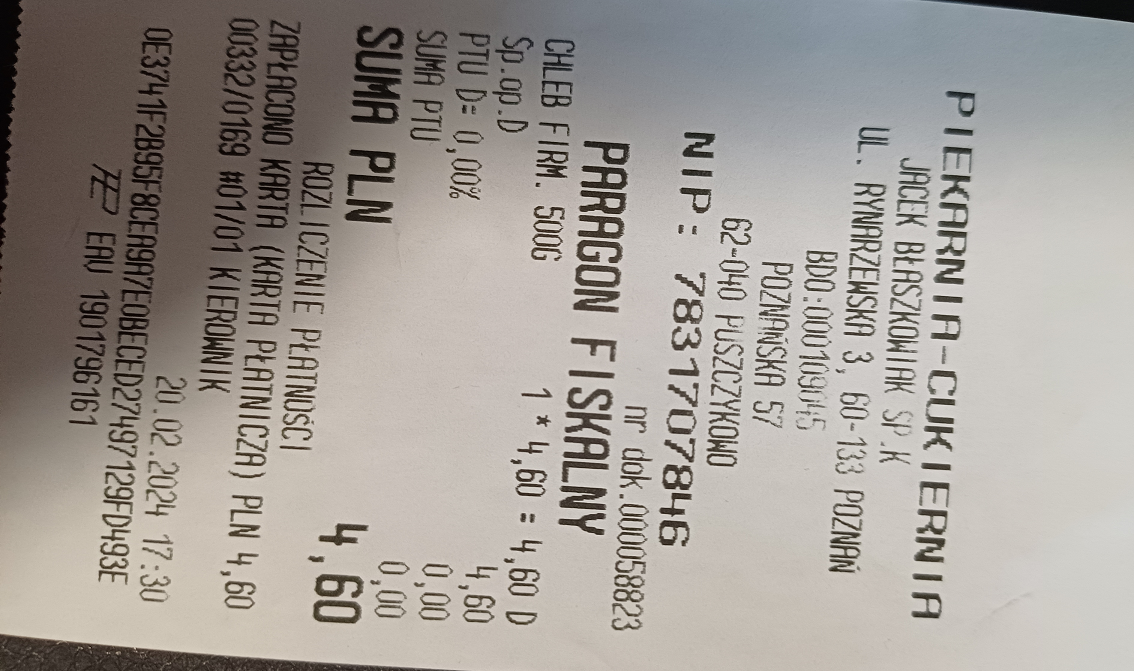 PIEKARNIA-CUKIERNIA
JACEK BŁASZKOWIAK SP.K
UL. RYNARZEWSKA 3, 60-133 POZNAŃ
BDO:000109045
POZNAŃSKA 57
62-040 PUSZCZYKOWO
NIP: 7831707846
nr dok.000058823
PARAGON FISKALNY
CHLEB FIRM. 500G 1 * 4,60 = 4,60 D
Sp.op.D 4,60
PTU D= 0,00% 0,00
SUMA PTU 0,00
SUMA PLN 4,60
ROZLICZENIE PŁATNOŚCI
ZAPŁACONO KARTA (KARTA PŁATNICZA) PLN 4,60
00332/0169 #01/01 KIEROWNIK
20.02.2024 17:30
0E3741F2B95F8CEA9A7E0BECED27497129FD493E
EAU 1901796161